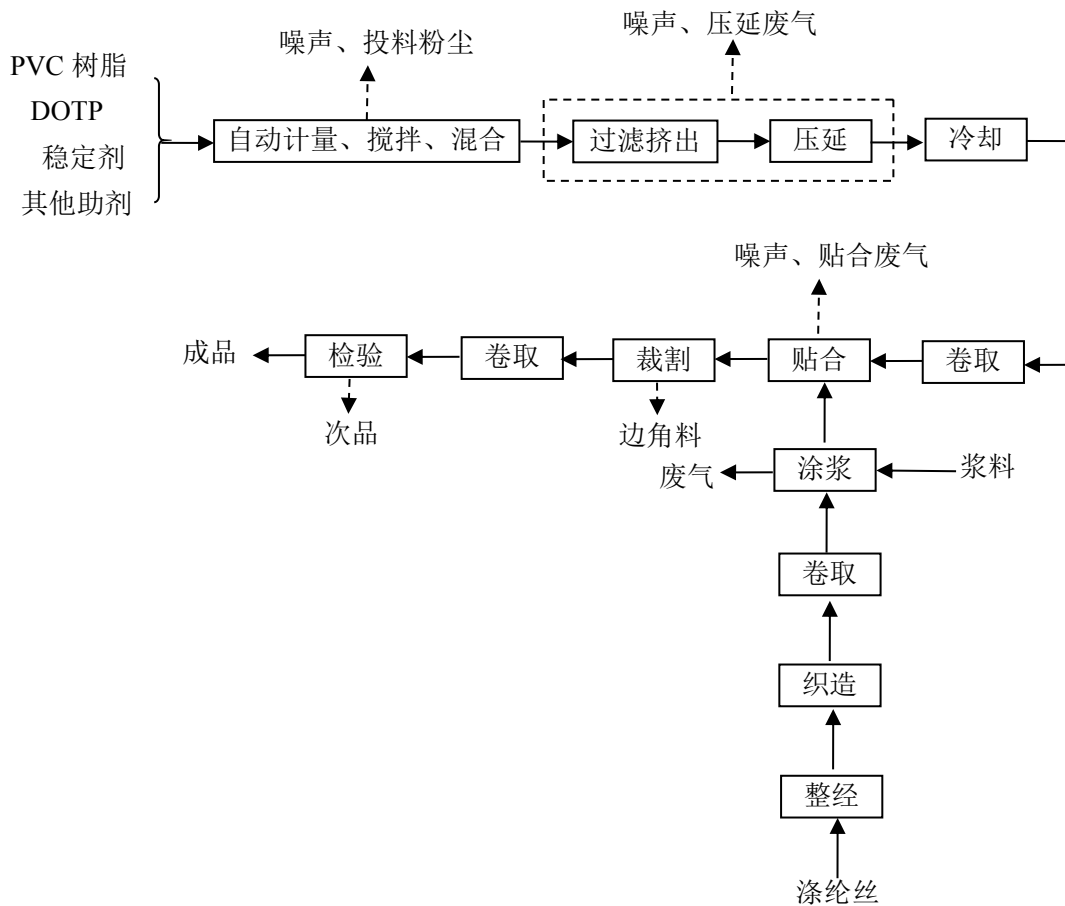 噪声、投料粉尘
噪声、压延废气
PVC 树脂
DOTP
稳定剂
其他助剂
自动计量、搅拌、混合
过滤挤出
压延
冷却
噪声、贴合废气
成品
检验
卷取
裁割
贴合
卷取
次品
边角料
废气
涂浆
浆料
卷取
织造
整经
涤纶丝